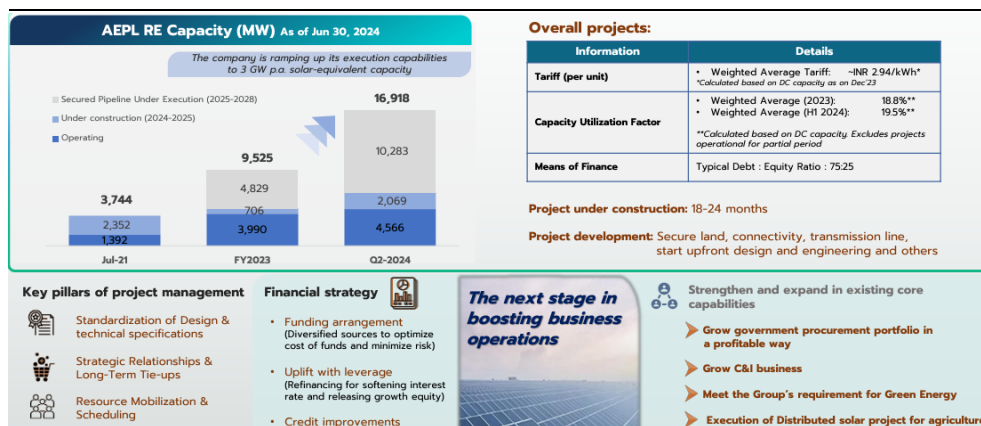 AEPL RE Capacity (MW) As of Jun 30, 2024
The company is ramping up its execution capabilities
to 3 GW p.a. solar-equivalent capacity
Secured Pipeline Under Execution (2025-2028)
Under construction (2024-2025)
Operating
3,744
2,352
1,392
Jul-21
9,525
4,829
706
3,990
FY2023
16,918
10,283
2,069
4,566
Q2-2024
Overall projects:
Information
Details
Tariff (per unit)
• Weighted Average Tariff: ~INR 2.94/kWh*
*Calculated based on DC capacity as on Dec'23
Capacity Utilization Factor
• Weighted Average (2023): 18.8%**
• Weighted Average (H1 2024): 19.5%**
**Calculated based on DC capacity. Excludes projects
operational for partial period
Means of Finance
Typical Debt : Equity Ratio : 75:25
Project under construction: 18-24 months
Project development: Secure land, connectivity, transmission line,
start upfront design and engineering and others
Key pillars of project management
Standardization of Design &
technical specifications
Strategic Relationships &
Long-Term Tie-ups
Resource Mobilization &
Scheduling
Financial strategy
• Funding arrangement
(Diversified sources to optimize
cost of funds and minimize risk)
• Uplift with leverage
(Refinancing for softening interest
rate and releasing growth equity)
• Credit improvements
The next stage in
boosting business
operations
Strengthen and expand in existing core
capabilities
Grow government procurement portfolio in
a profitable way
Grow C&I business
Meet the Group's requirement for Green Energy
Execution of Distributed solar project for agriculture